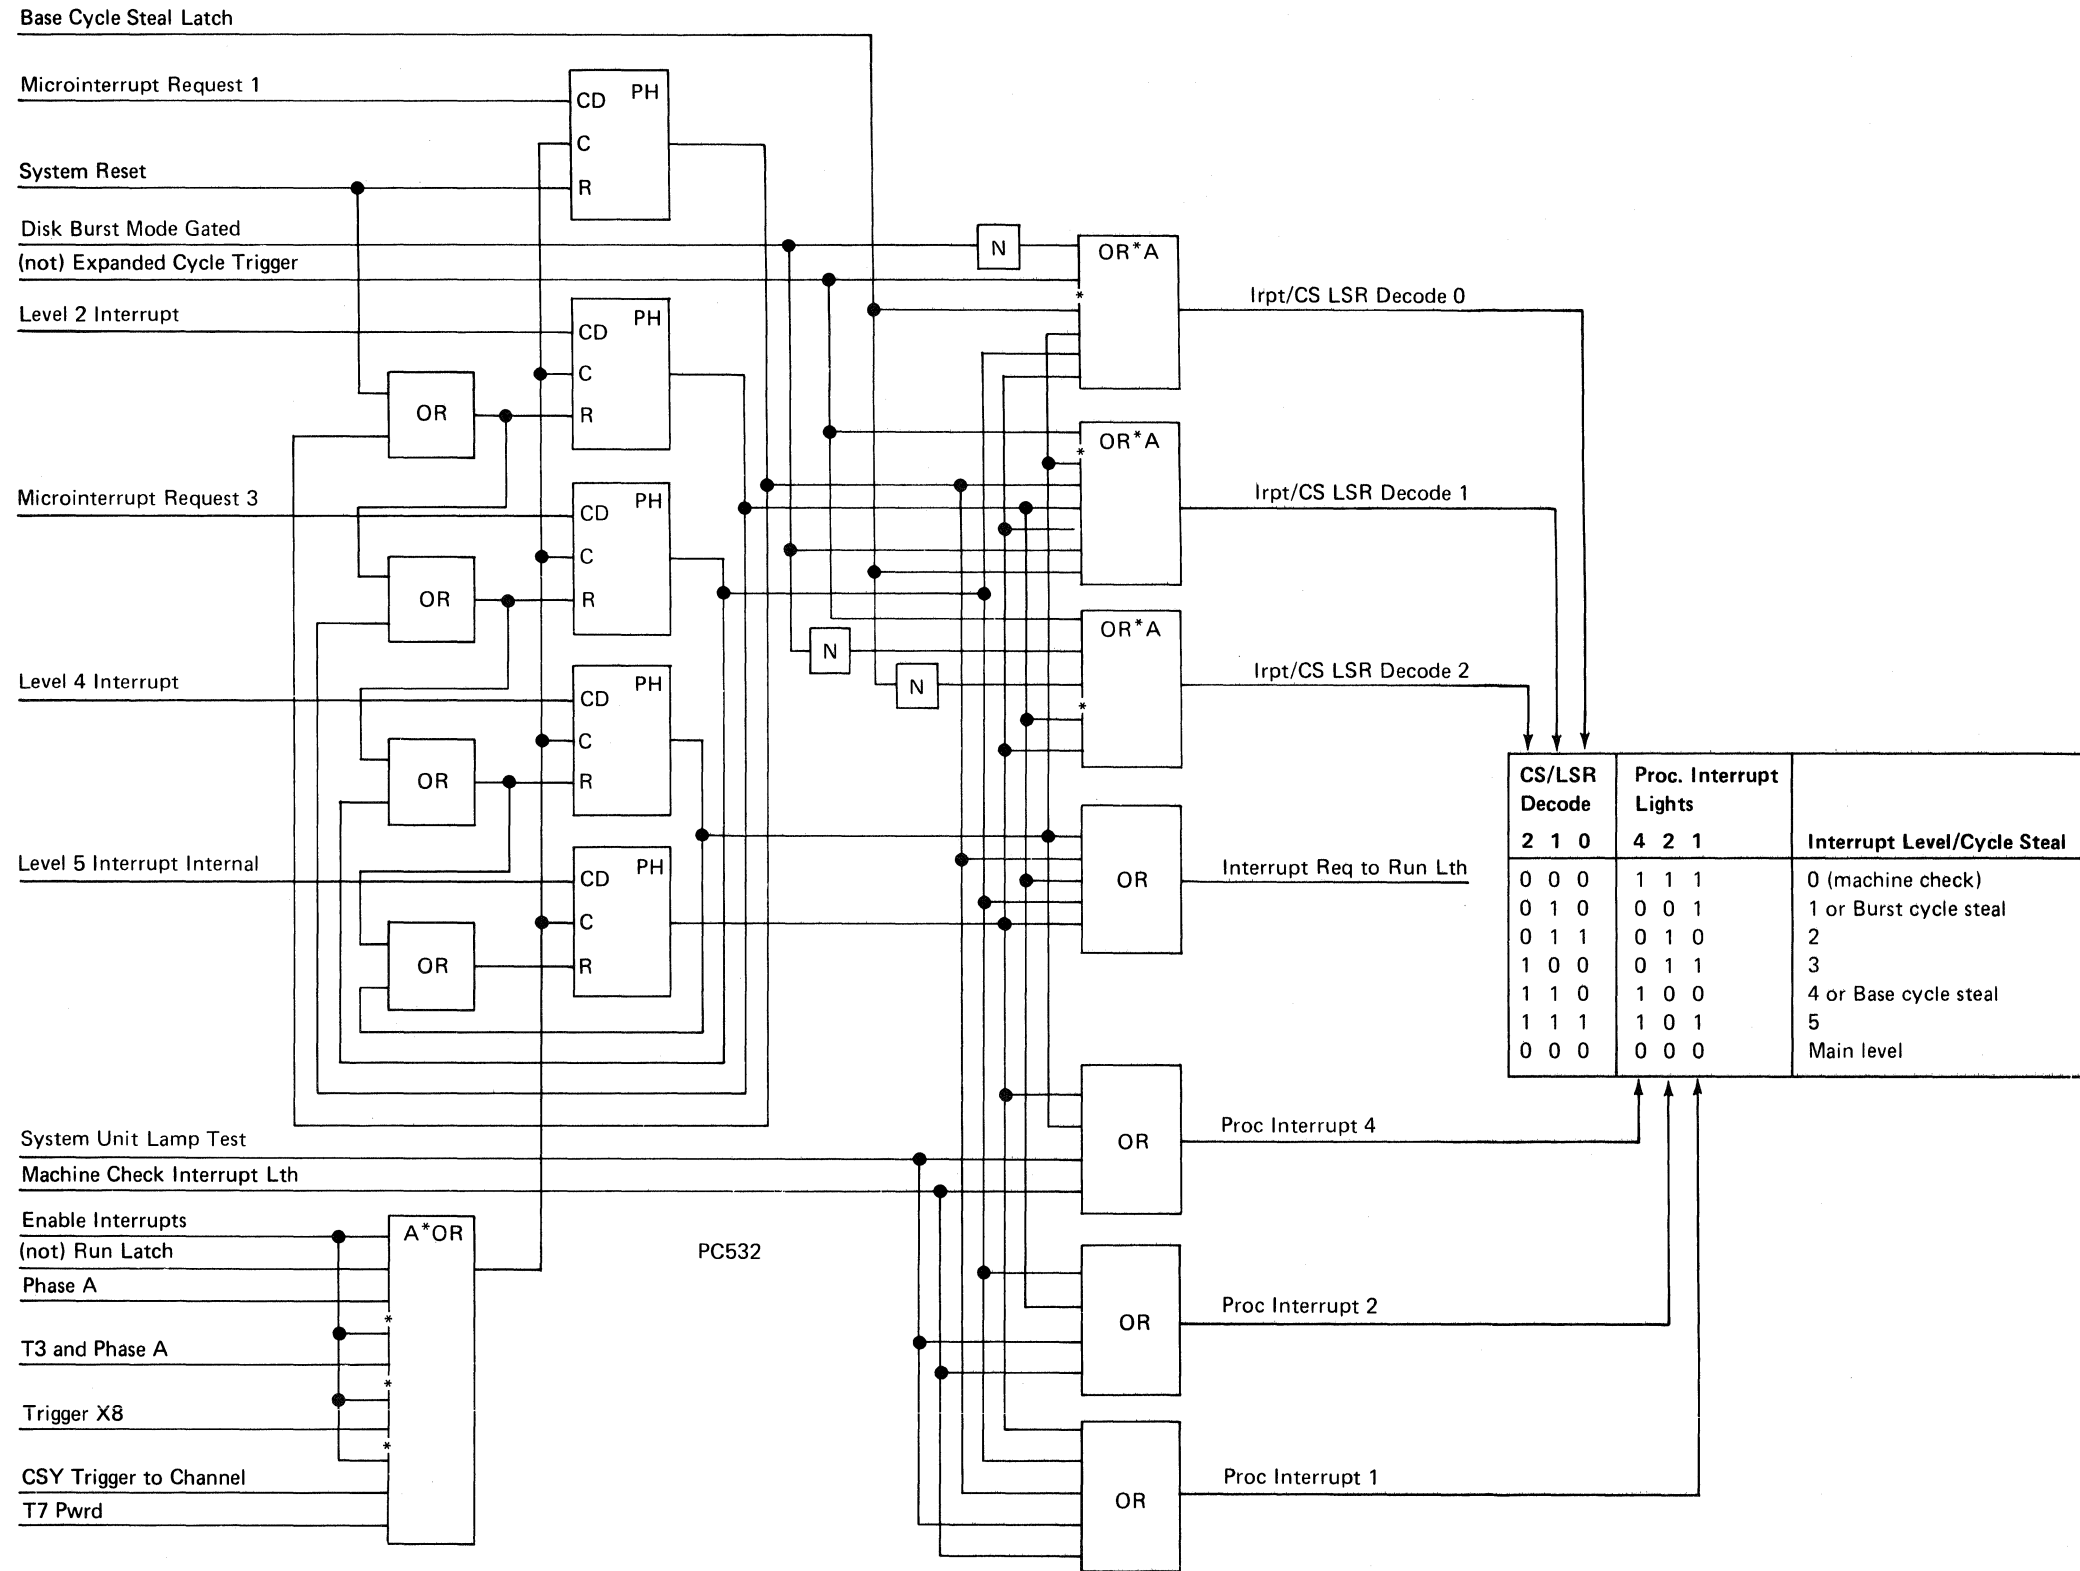 Base Cycle Steal Latch
Microinterrupt Request 1
CD PH
C
System Reset
R
Disk Burst Mode Gated
N
OR*A
(not) Expanded Cycle Trigger
*
Irpt/CS LSR Decode 0
Level 2 Interrupt
PH
CD
C
OR
R
OR*A
*
Microinterrupt Request 3
PH
CD
Irpt/CS LSR Decode 1
C
OR
R
OR*A
N
Level 4 Interrupt
PH
CD
N
Irpt/CS LSR Decode 2
*
C
OR
R
Level 5 Interrupt Internal
PH
CD
OR
Interrupt Req to Run Lth
C
OR
R
CS/LSR Decode
Proc. Interrupt Lights
2 1 0 4 2 1 Interrupt Level/Cycle Steal
0 0 0 1 1 1 0 (machine check)
0 1 0 0 0 1 1 or Burst cycle steal
0 1 1 0 1 0 2
1 0 0 0 1 1 3
1 1 0 1 0 0 4 or Base cycle steal
1 1 1 1 0 1 5
0 0 0 0 0 0 Main level
System Unit Lamp Test
OR
Proc Interrupt 4
Machine Check Interrupt Lth
Enable Interrupts
A*OR
(not) Run Latch
PC532
Phase A
*
OR
Proc Interrupt 2
T3 and Phase A
*
Trigger X8
*
CSY Trigger to Channel
OR
Proc Interrupt 1
T7 Pwrd